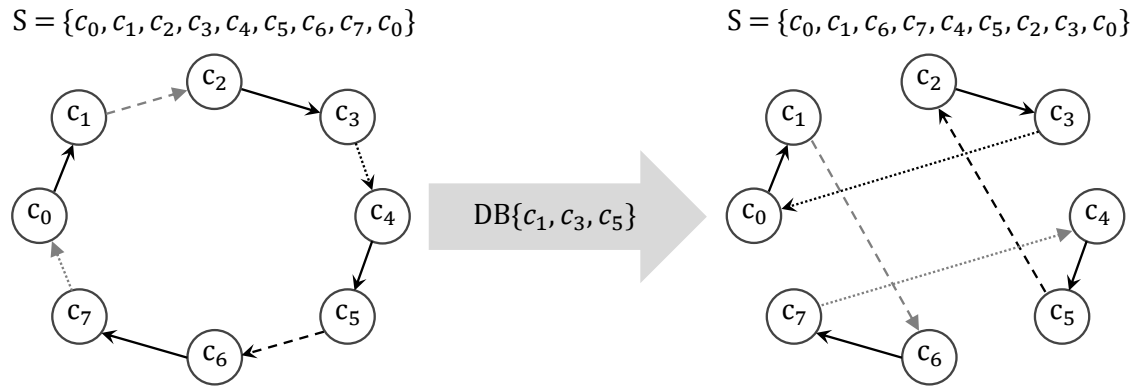 S = {c₀, c₁, c₂, c₃, c₄, c₅, c₆, c₇, c₀}
c₂
c₁
c₃
c₀
c₄
c₇
c₅
c₆
DB{c₁, c₃, c₅}
S = {c₀, c₁, c₆, c₇, c₄, c₅, c₂, c₃, c₀}
c₂
c₁
c₃
c₀
c₄
c₇
c₅
c₆